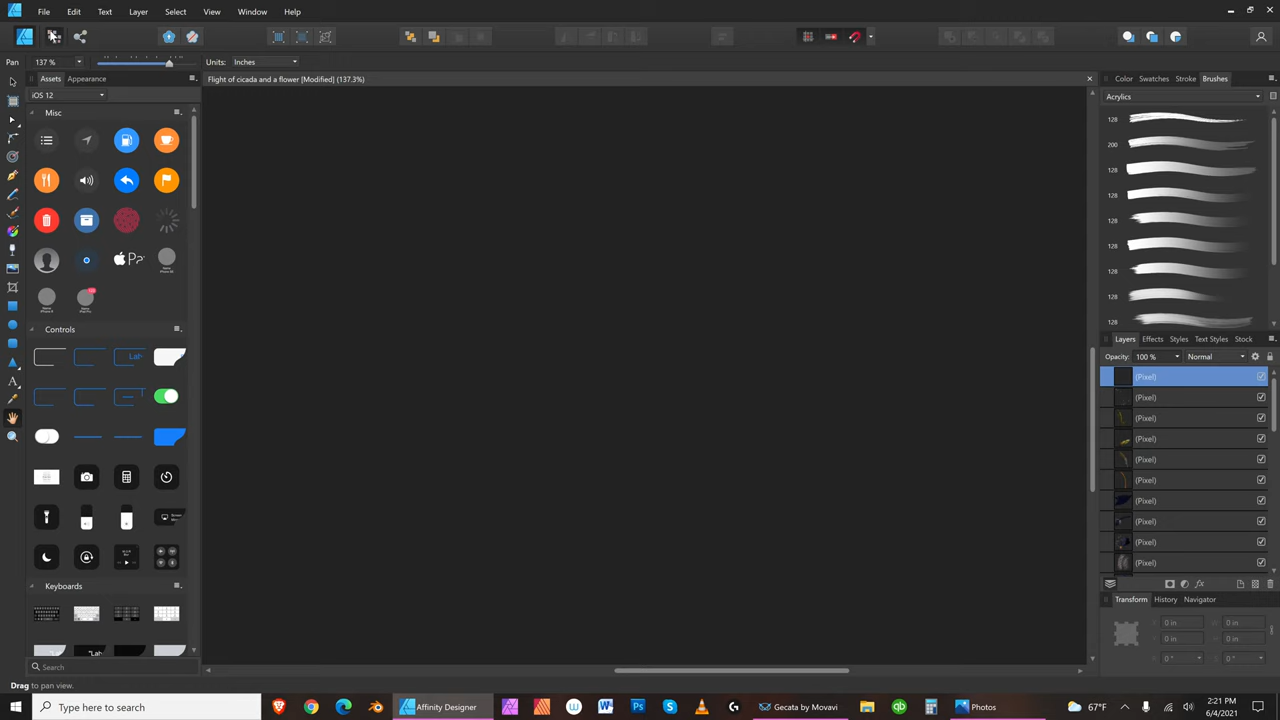 File Edit Text Layer Select View Window Help
Pan 137 % Units: Inches
Assets Appearance
Flight of cicada and a flower [Modified] (137.3%)
Color Swatches Stroke Brushes
iOS 12
Acrylics
Misc
128
200
128
128
128
128
128
128
128
Controls
Layers Effects Styles Text Styles Stock
Opacity: 100 % Normal
(Pixel)
(Pixel)
(Pixel)
(Pixel)
(Pixel)
(Pixel)
(Pixel)
(Pixel)
(Pixel)
(Pixel)
Keyboards
Transform History Navigator
0 in 0 in
0 in 0 in
0 ° 0 °
Search
Drag to pan view.
Type here to search
Affinity Designer
Gecata by Movavi
Photos
67°F
2:21 PM
6/4/2021